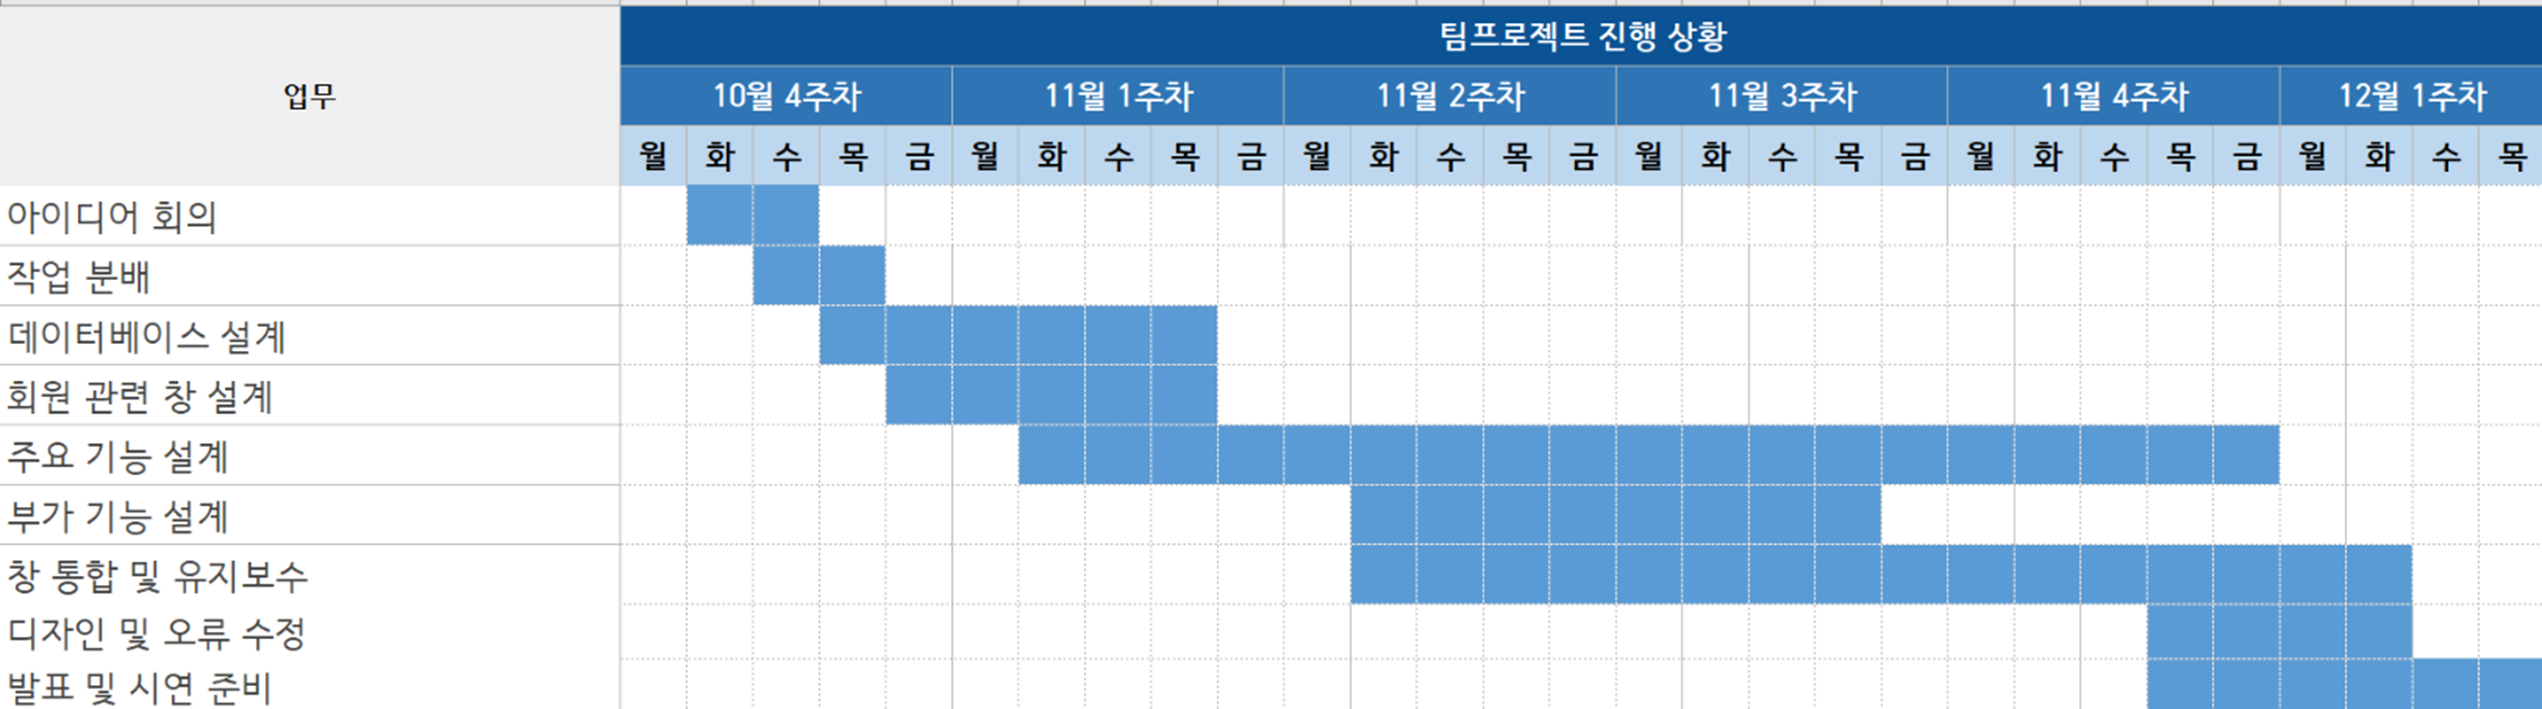 팀프로젝트 진행 상황
업무
10월 4주차 11월 1주차 11월 2주차 11월 3주차 11월 4주차 12월 1주차
월 화 수 목 금 월 화 수 목 금 월 화 수 목 금 월 화 수 목 금 월 화 수 목 금 월 화 수 목
아이디어 회의
작업 분배
데이터베이스 설계
회원 관련 창 설계
주요 기능 설계
부가 기능 설계
창 통합 및 유지보수
디자인 및 오류 수정
발표 및 시연 준비